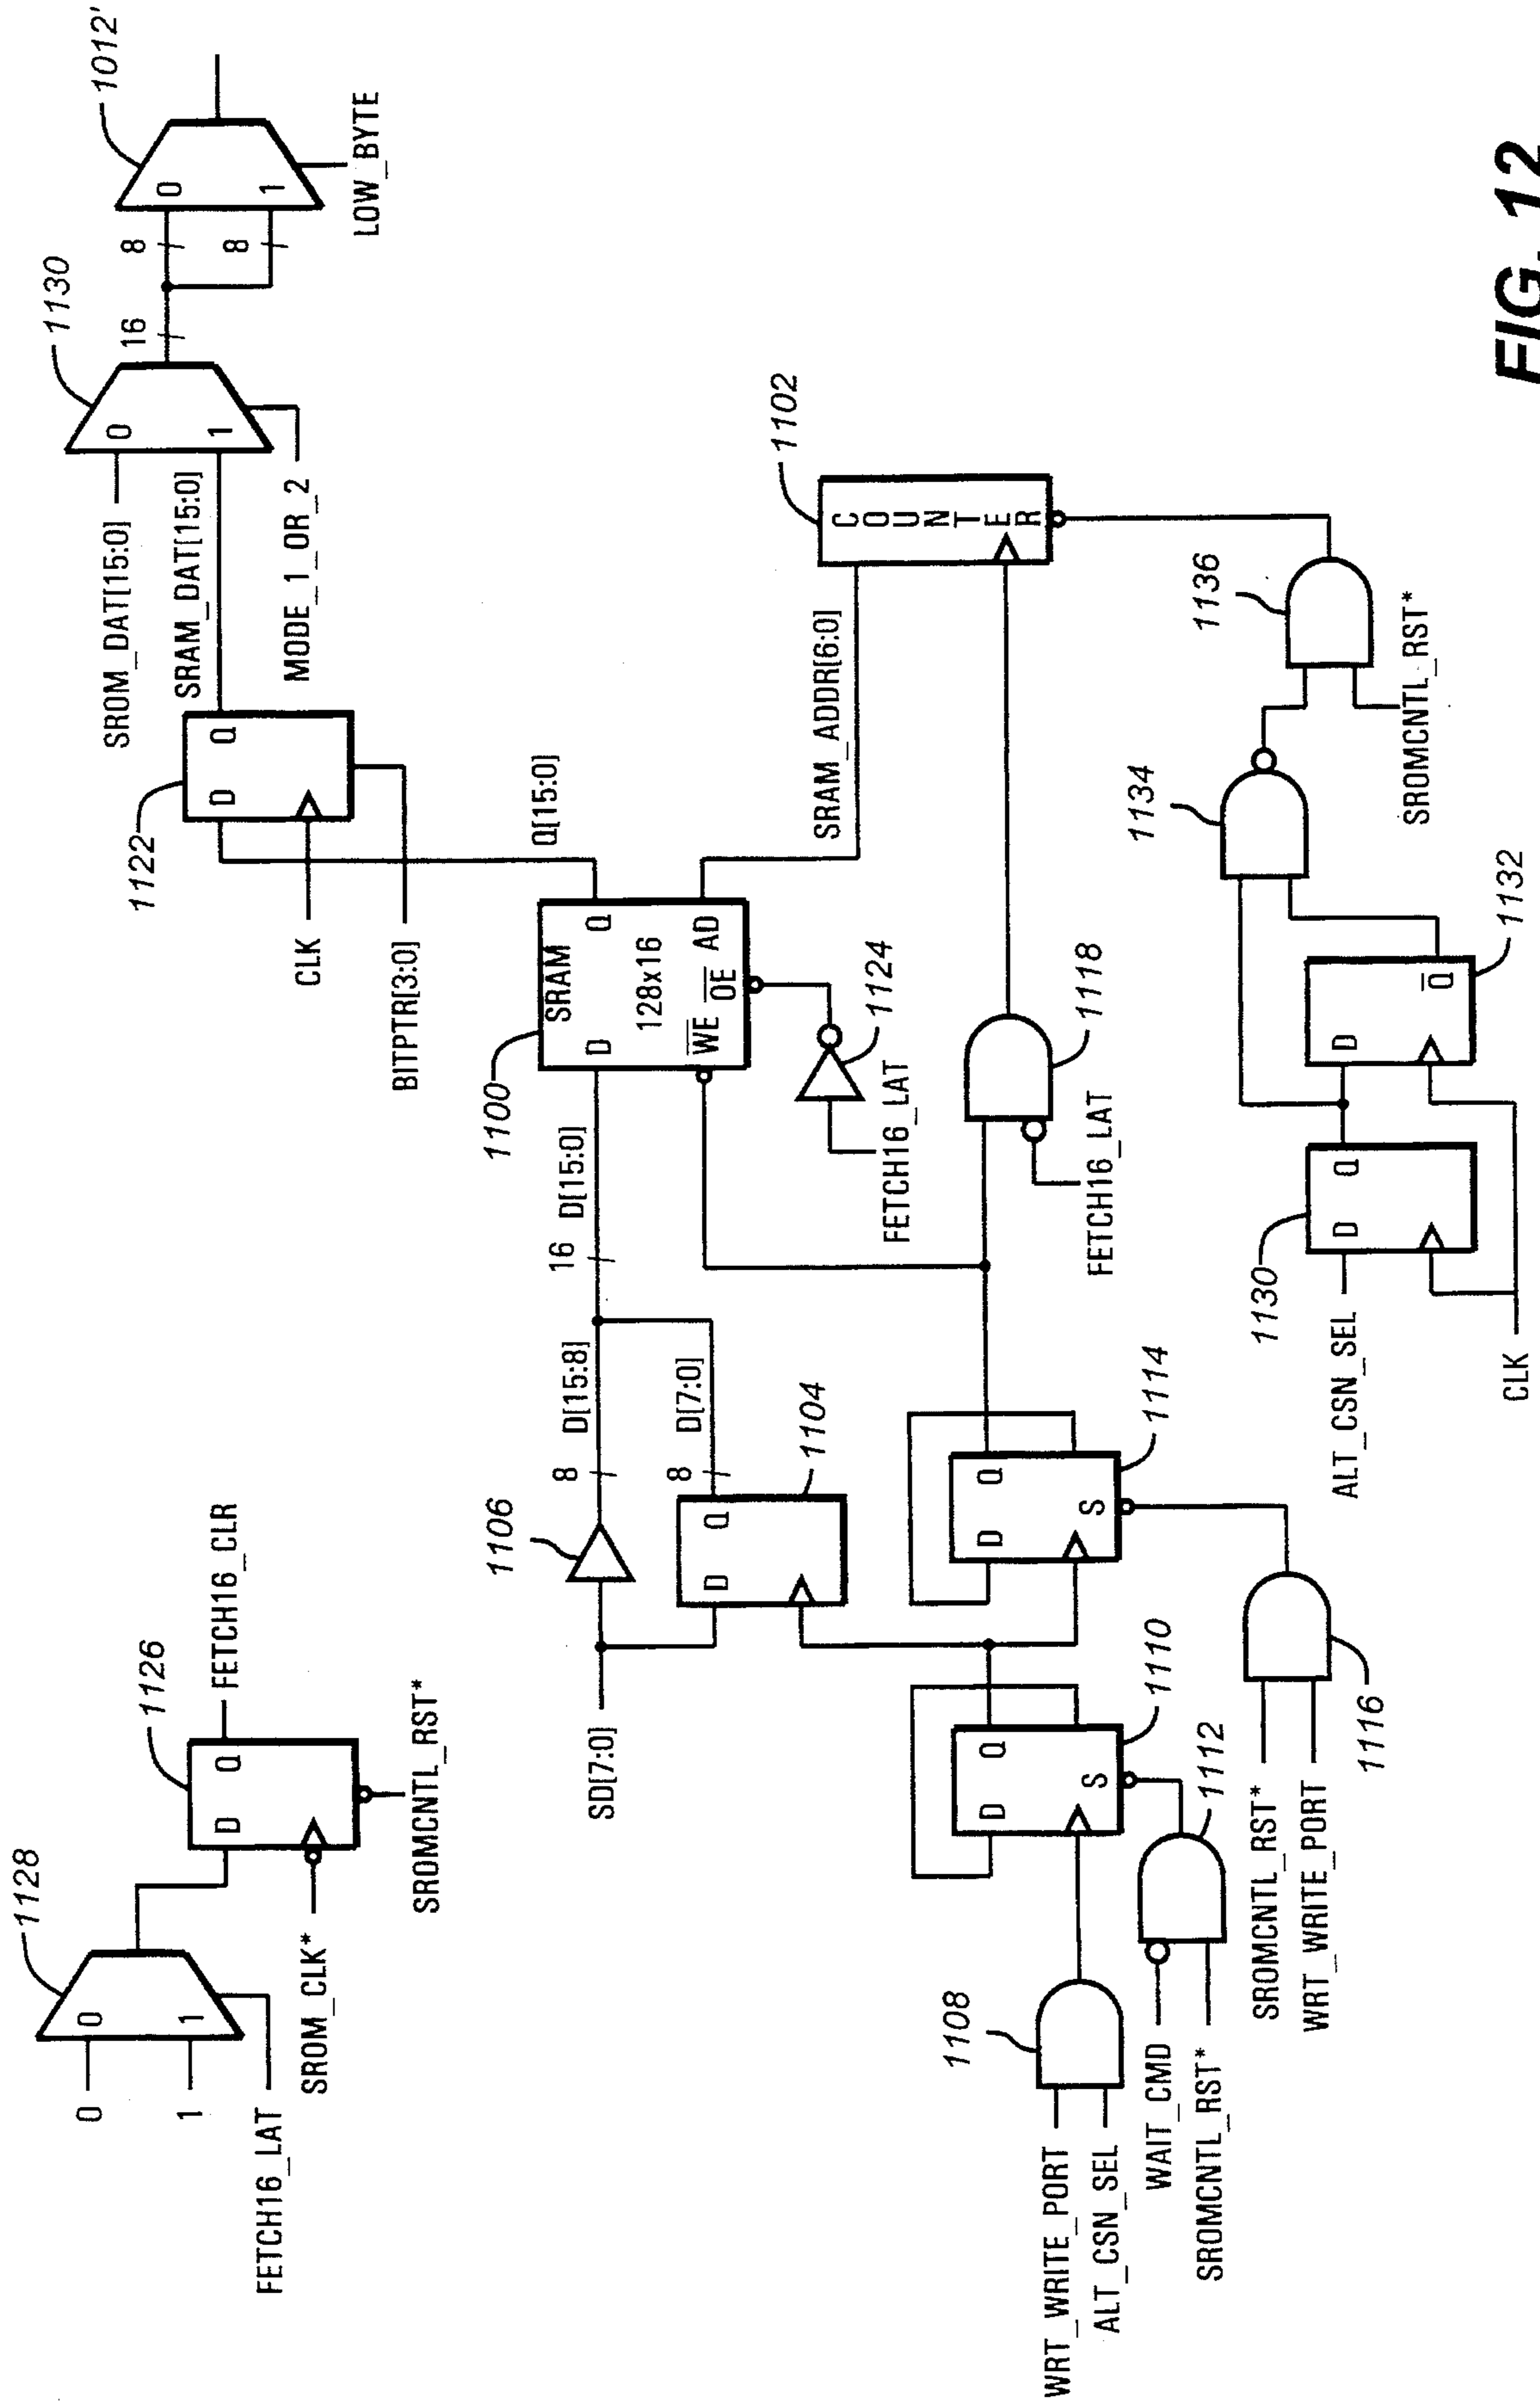 1128
0
1
0
1
FETCH16_LAT
1126
D
Q
FETCH16_CLR
SROM_CLK*
SROMCNTL_RST*
1122
D
Q
CLK
BITPTR[3:0]
SROM_DAT[15:0]
SRAM_DAT[15:0]
MODE_1_OR_2
1130
0
1
16
8
8
1012'
0
1
LOW_BYTE
SD[7:0]
1106
8
D[15:8]
8
D[7:0]
1104
D
Q
16
D[15:0]
1100
SRAM
D
Q
128x16
WE
OE
AD
Q[15:0]
1124
FETCH16_LAT
SRAM_ADDR[6:0]
1102
COUNTER
1108
WRT_WRITE_PORT
ALT_CSN_SEL
1110
D
Q
S
1112
WAIT_CMD
SROMCNTL_RST*
1114
D
Q
S
1116
SROMCNTL_RST*
WRT_WRITE_PORT
1118
FETCH16_LAT
1130
D
Q
ALT_CSN_SEL
CLK
1132
D
Q
1134
1136
SROMCNTL_RST*
FIG. 12